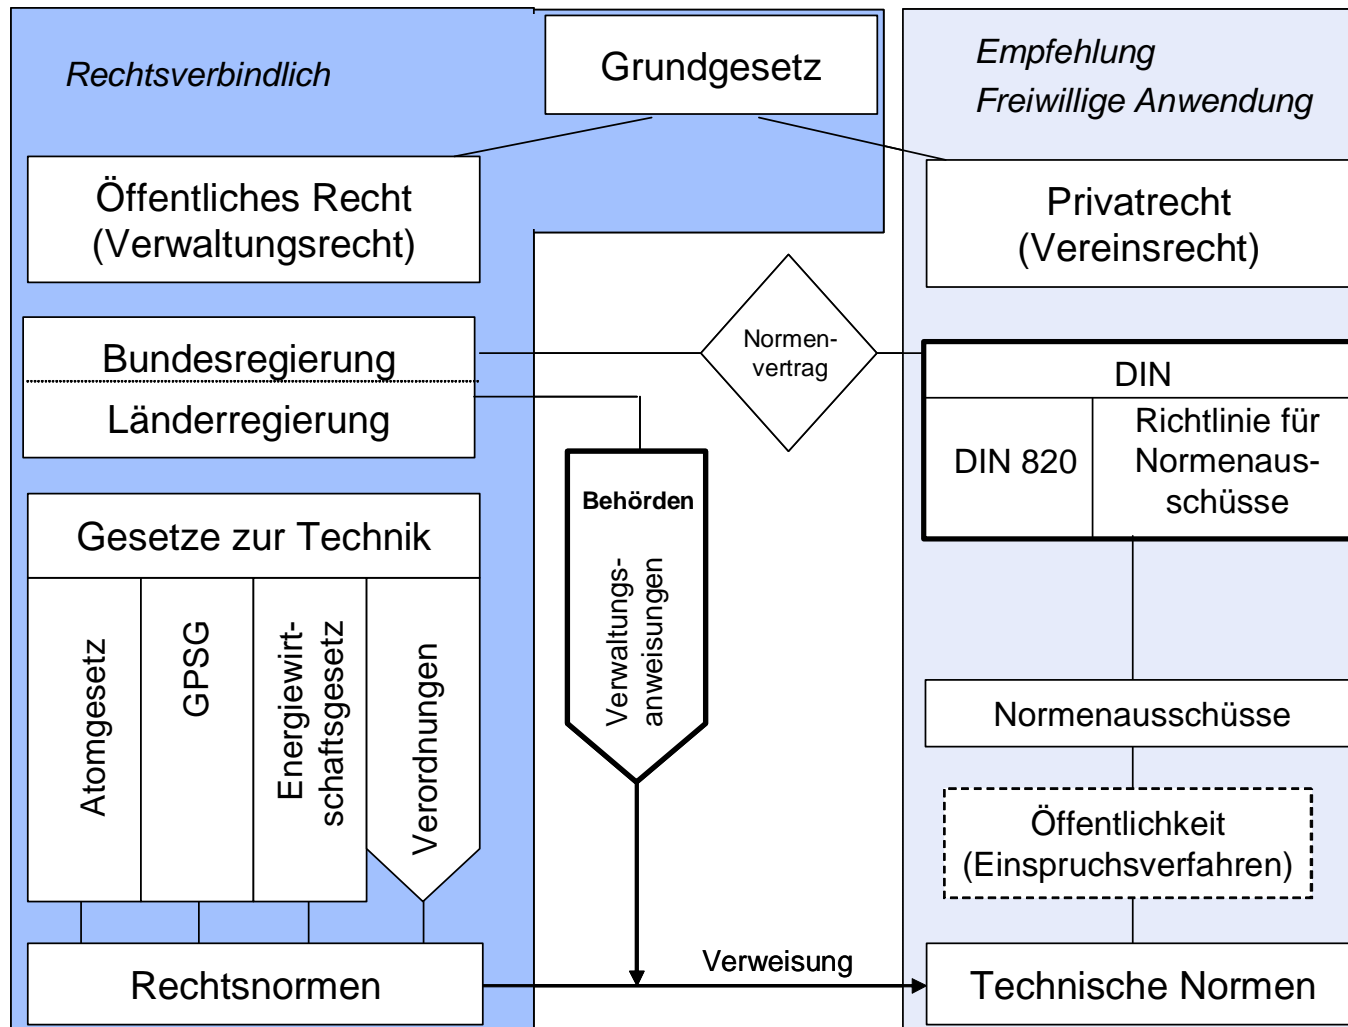 Rechtsverbindlich
Grundgesetz
Empfehlung
Freiwillige Anwendung
Öffentliches Recht
(Verwaltungsrecht)
Privatrecht
(Vereinsrecht)
Bundesregierung
Länderregierung
Normen-
vertrag
DIN
DIN 820
Richtlinie für
Normenaus-
schüsse
Gesetze zur Technik
Atomgesetz
GPSG
Energiewirt-
schaftsgesetz
Verordnungen
Behörden
Verwaltungs-
anweisungen
Normenausschüsse
Öffentlichkeit
(Einspruchsverfahren)
Rechtsnormen
Verweisung
Technische Normen